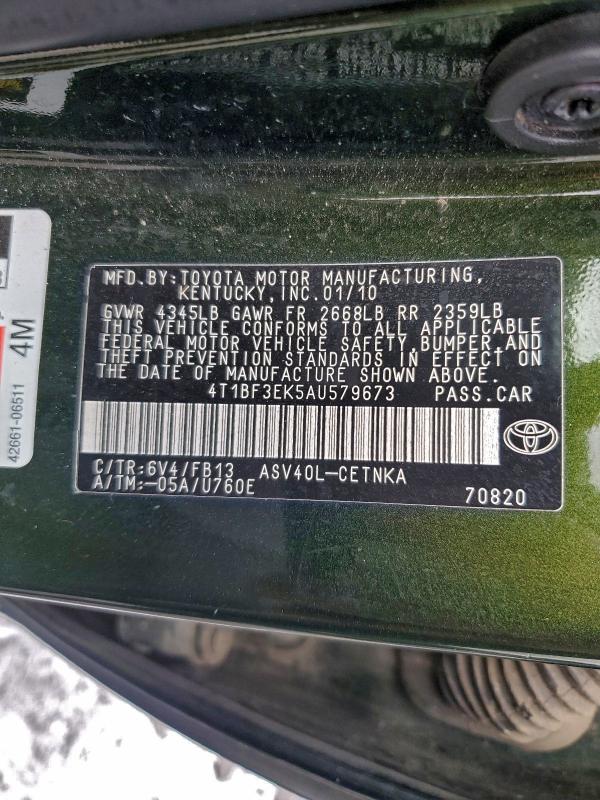 MFD.BY:TOYOTA MOTOR MANUFACTURING,
KENTUCKY,INC.01/10
GVWR 4345LB GAWR FR 2668LB RR 2359LB
THIS VEHICLE CONFORMS TO ALL APPLICABLE
FEDERAL MOTOR VEHICLE SAFETY, BUMPER,AND
THEFT PREVENTION STANDARDS IN EFFECT ON
THE DATE OF MANUFACTURE SHOWN ABOVE.
4T1BF3EK5AU579673 PASS.CAR
C/TR:6V4/FB13 ASV40L-CETNKA
A/TM:-05A/U760E 70820
42661-06511 4M